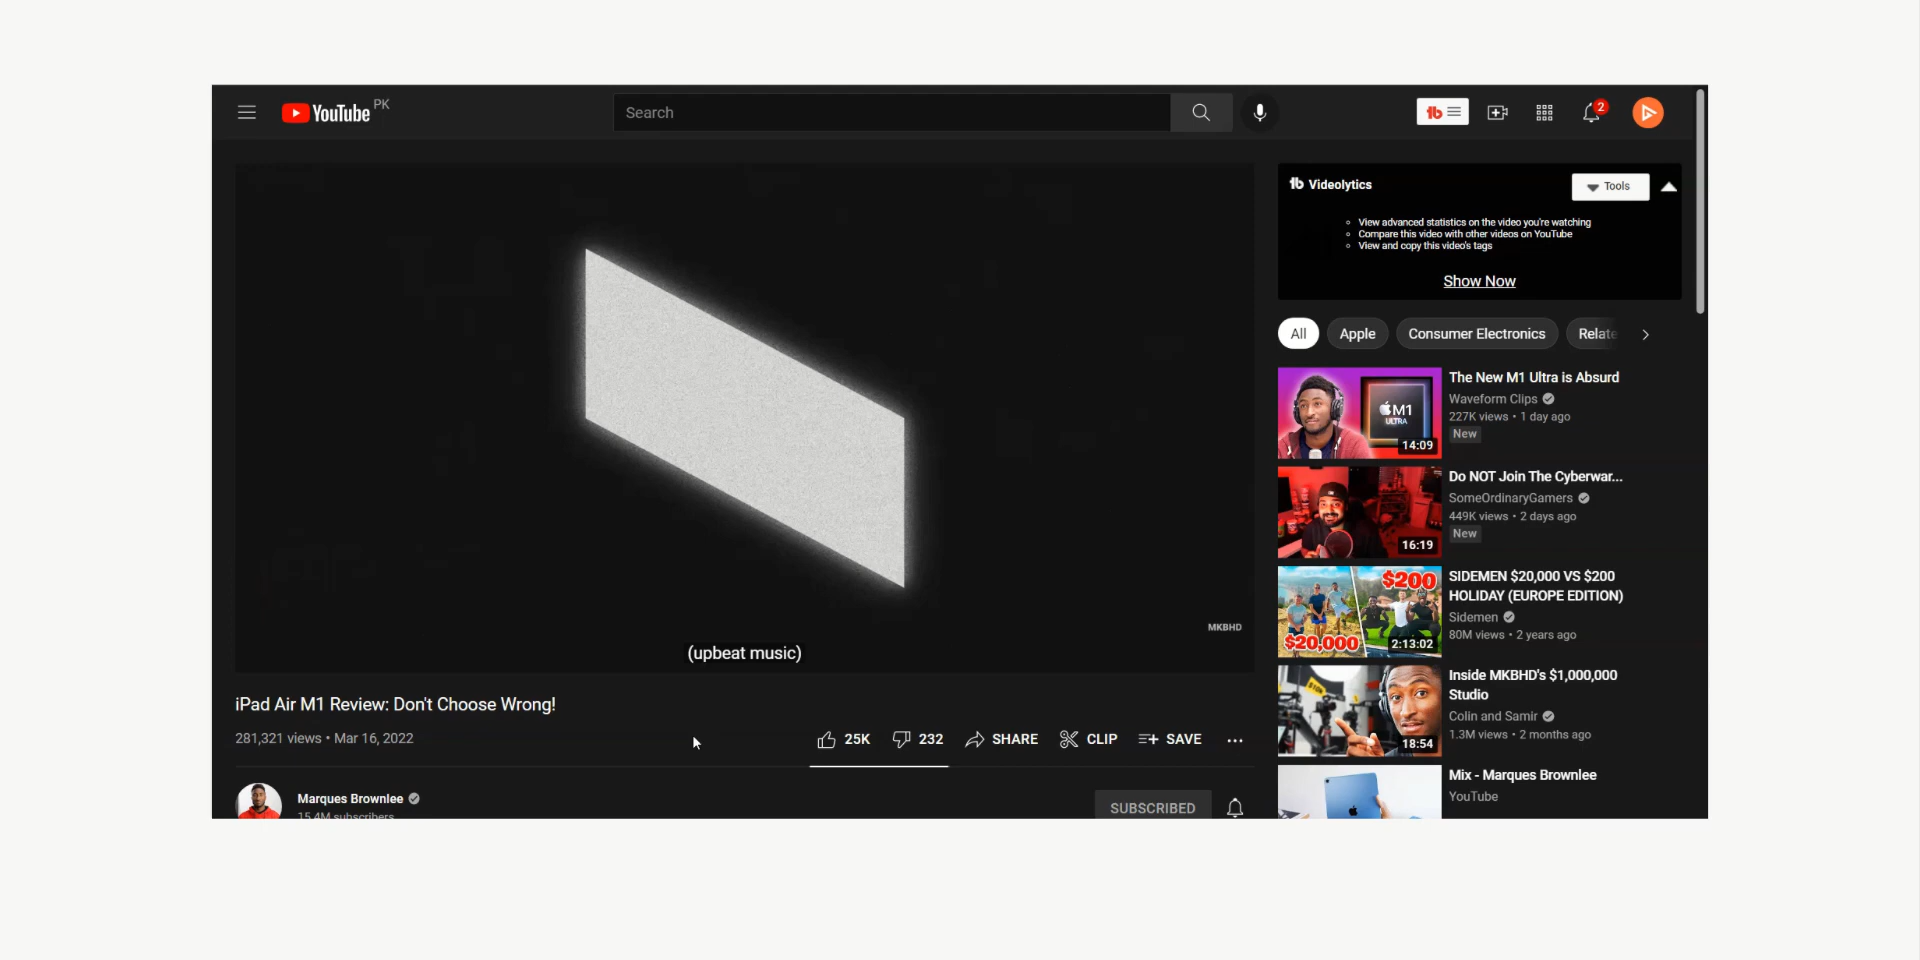 YouTube PK
Search
tb
2
tb Videolytics
Tools
View advanced statistics on the video you're watching
Compare this video with other videos on YouTube
View and copy this video's tags
Show Now
All Apple Consumer Electronics Relate
M1
ULTRA
14:09
The New M1 Ultra is Absurd
Waveform Clips
227K views • 1 day ago
New
16:19
Do NOT Join The Cyberwar...
SomeOrdinaryGamers
449K views • 2 days ago
New
$200
$20,000
2:13:02
SIDEMEN $20,000 VS $200
HOLIDAY (EUROPE EDITION)
Sidemen
80M views • 2 years ago
18:54
Inside MKBHD's $1,000,000
Studio
Colin and Samir
1.3M views • 2 months ago
Mix - Marques Brownlee
YouTube
MKBHD
(upbeat music)
iPad Air M1 Review: Don't Choose Wrong!
281,321 views • Mar 16, 2022
25K 232 SHARE CLIP SAVE
Marques Brownlee
15.4M subscribers
SUBSCRIBED